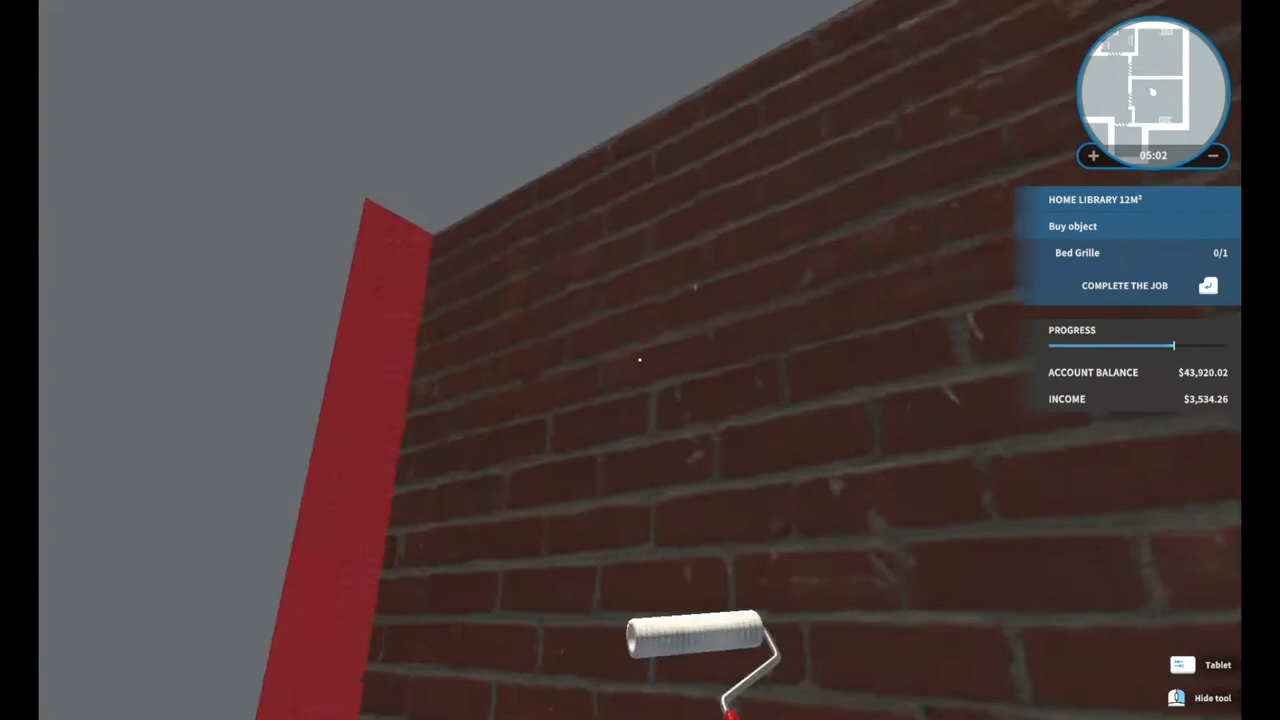 05:02
HOME LIBRARY 12M²
Buy object
Bed Grille 0/1
COMPLETE THE JOB
PROGRESS
ACCOUNT BALANCE $43,920.02
INCOME $3,534.26
Tablet
Hide tool